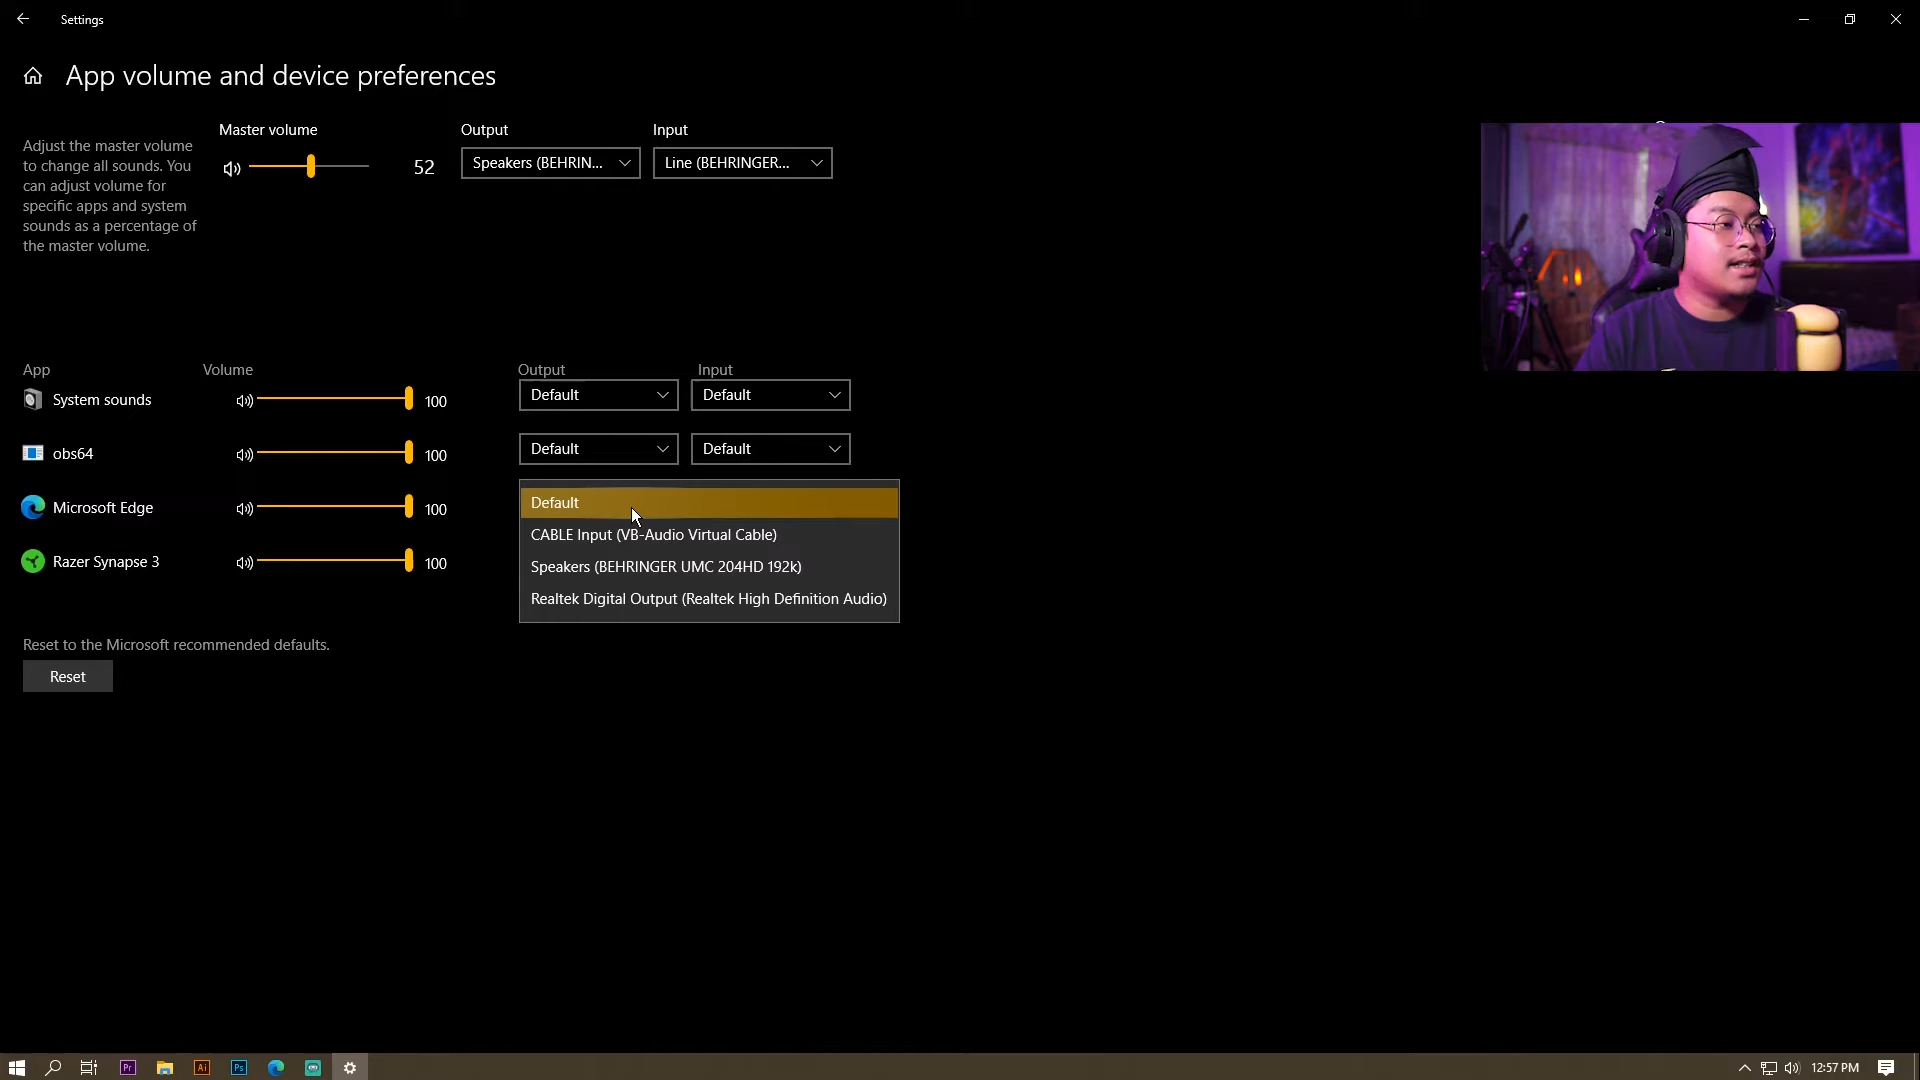 Settings
App volume and device preferences
Adjust the master volume
to change all sounds. You
can adjust volume for
specific apps and system
sounds as a percentage of
the master volume.
Master volume
52
Output
Speakers (BEHRIN...
Input
Line (BEHRINGER...
App
Volume
Output
Input
System sounds
100
Default
Default
obs64
100
Default
Default
Microsoft Edge
100
Razer Synapse 3
100
Default
CABLE Input (VB-Audio Virtual Cable)
Speakers (BEHRINGER UMC 204HD 192k)
Realtek Digital Output (Realtek High Definition Audio)
Reset to the Microsoft recommended defaults.
Reset
Pr
Ai
Ps
12:57 PM